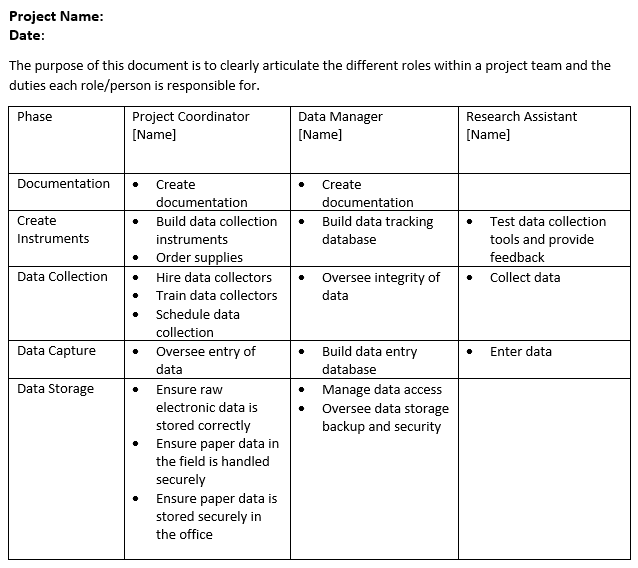 Project Name:
Date:
The purpose of this document is to clearly articulate the different roles within a project team and the
duties each role/person is responsible for.
Phase
Project Coordinator
[Name]
Data Manager
[Name]
Research Assistant
[Name]
Documentation
• Create
documentation
• Create
documentation
Create
Instruments
• Build data collection
instruments
• Order supplies
• Build data tracking
database
• Test data collection
tools and provide
feedback
Data Collection
• Hire data collectors
• Train data collectors
• Schedule data
collection
• Oversee integrity of
data
• Collect data
Data Capture
• Oversee entry of
data
• Build data entry
database
• Enter data
Data Storage
• Ensure raw
electronic data is
stored correctly
• Ensure paper data in
the field is handled
securely
• Ensure paper data is
stored securely in
the office
• Manage data access
• Oversee data storage
backup and security